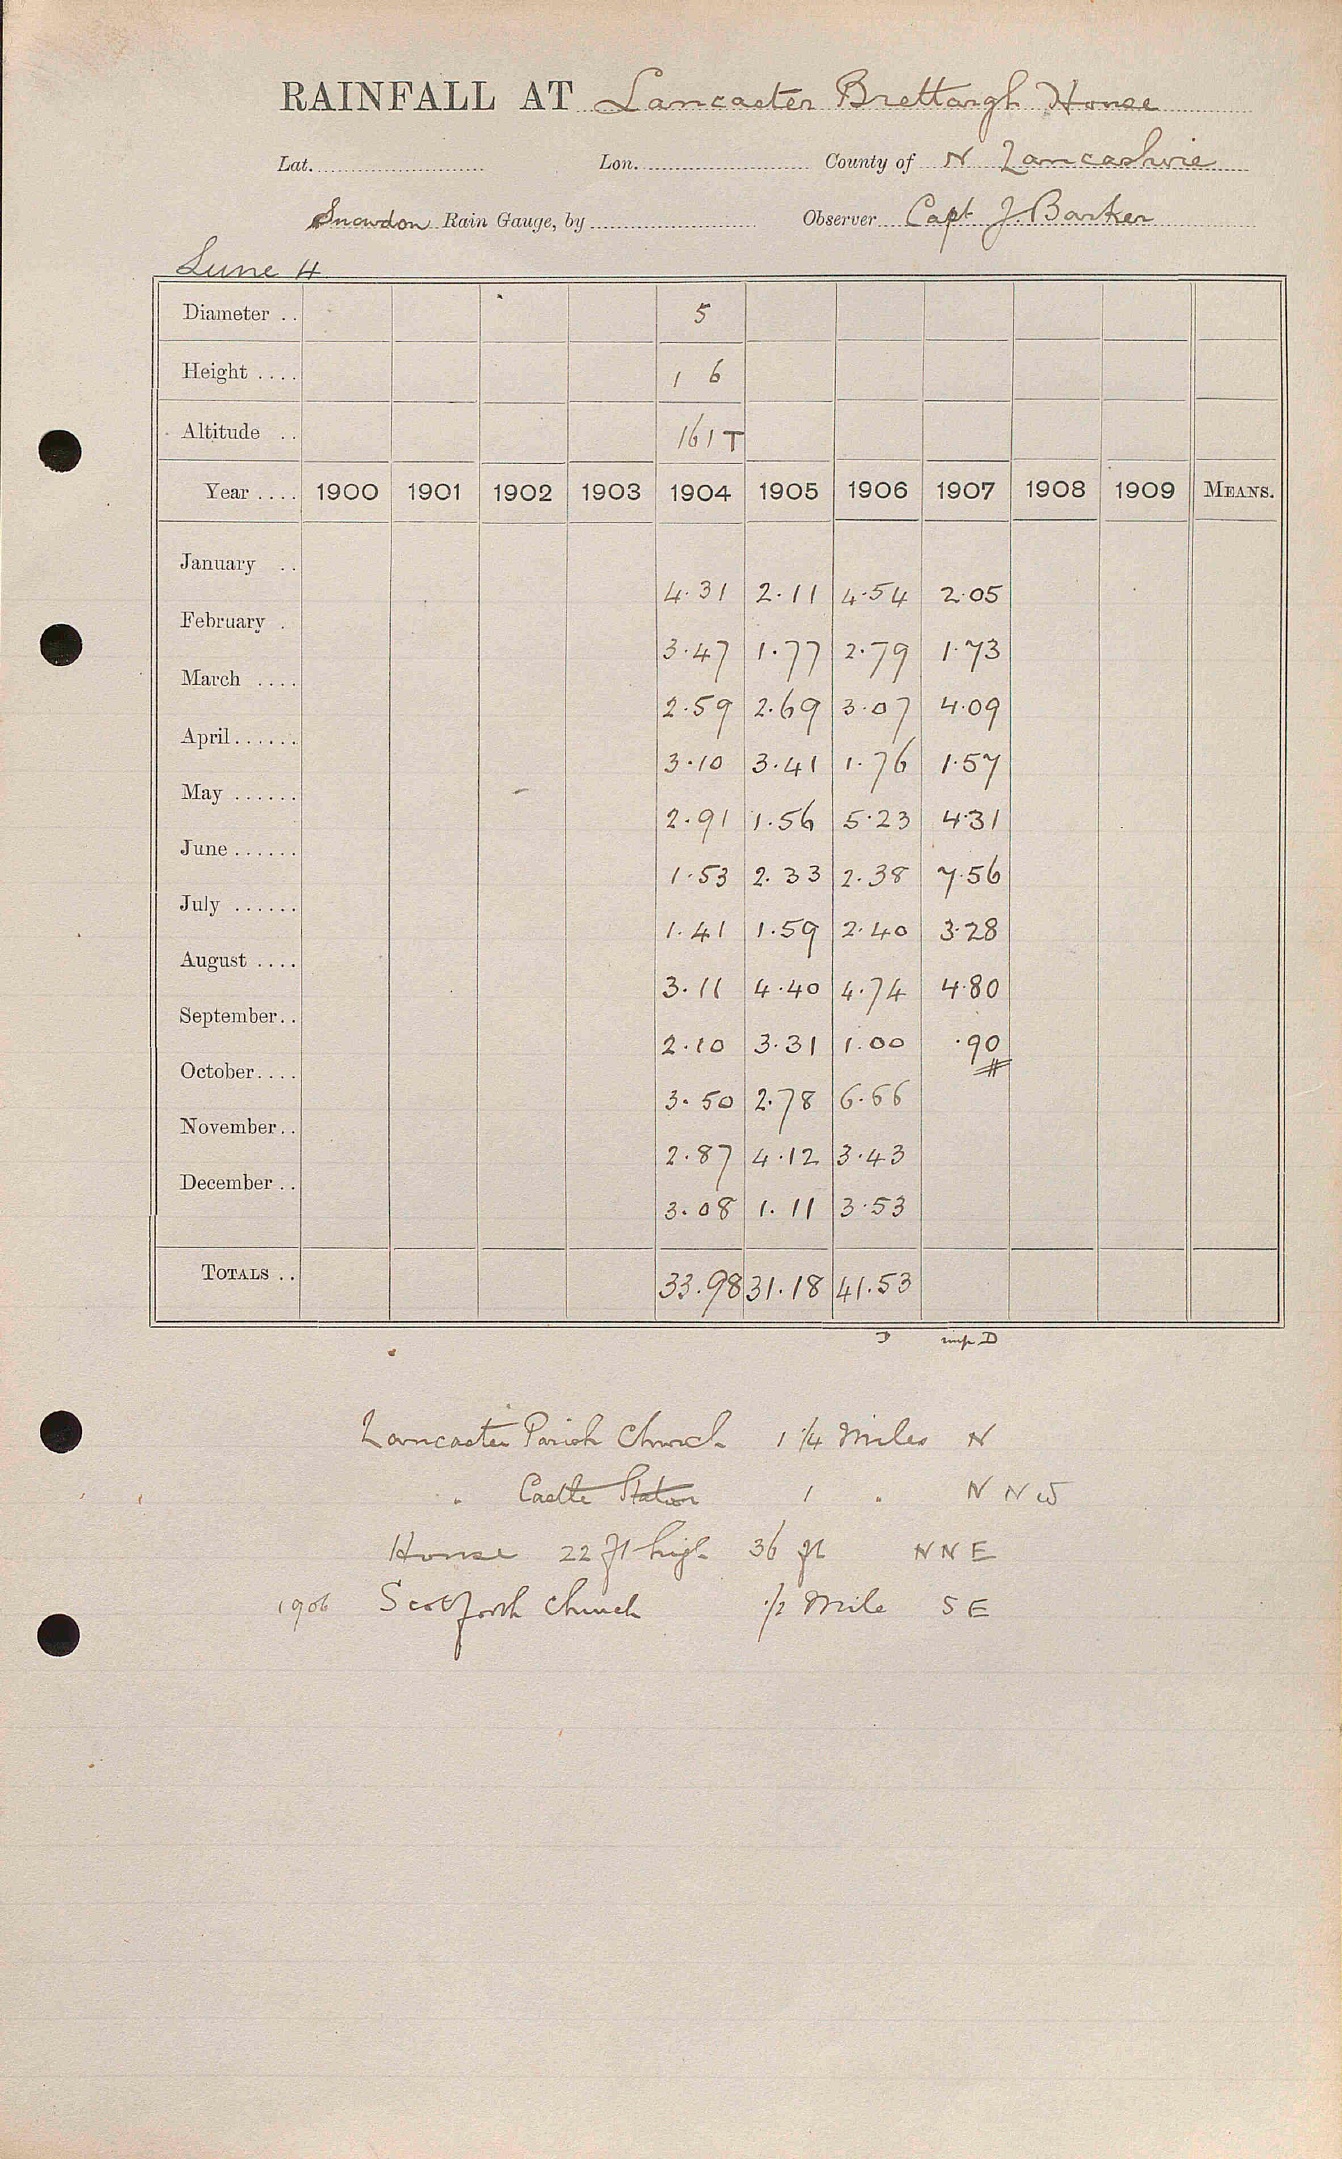 RAINFALL AT Lancaster Brettargh House
Lat. Lon. County of N Lancashire
Snowdon Rain Gauge, by Observer Capt J. Barker
Lune 4
Diameter .. 5
Height .... 1 6
Altitude .. 161 T
Year .... 1900 1901 1902 1903 1904 1905 1906 1907 1908 1909 MEANS.
January .. 4.31 2.11 4.54 2.05
February . 3.47 1.77 2.79 1.73
March .... 2.59 2.69 3.07 4.09
April...... 3.10 3.41 1.76 1.57
May ...... 2.91 1.56 5.23 4.31
June ...... 1.53 2.33 2.38 7.56
July ...... 1.41 1.59 2.40 3.28
August .... 3.11 4.40 4.74 4.80
September.. 2.10 3.31 1.00 .90
October.... 3.50 2.78 6.66
November.. 2.87 4.12 3.43
December .. 3.08 1.11 3.53
TOTALS .. 33.98 31.18 41.53
D imp. D
Lancaster Parish Church 1 1/4 Miles N
" Castle Station 1 " N N W
House 22 ft high 36 ft N N E
1906 Scotforth Church 1/2 Mile S E